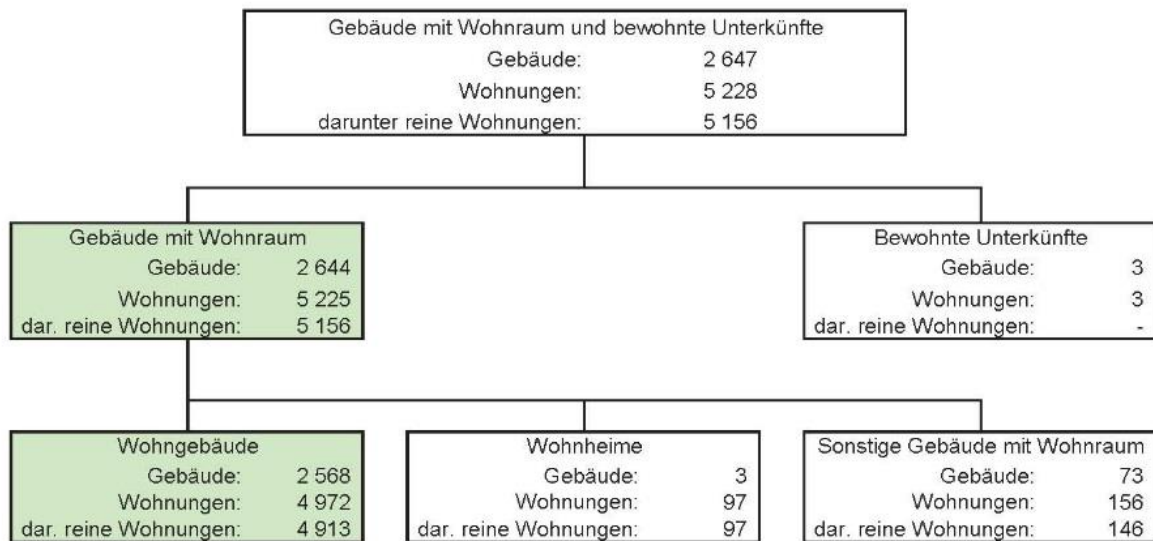 Gebäude mit Wohnraum und bewohnte Unterkünfte
Gebäude: 2 647
Wohnungen: 5 228
darunter reine Wohnungen: 5 156
Gebäude mit Wohnraum
Gebäude: 2 644
Wohnungen: 5 225
dar. reine Wohnungen: 5 156
Bewohnte Unterkünfte
Gebäude: 3
Wohnungen: 3
dar. reine Wohnungen: -
Wohngebäude
Gebäude: 2 568
Wohnungen: 4 972
dar. reine Wohnungen: 4 913
Wohnheime
Gebäude: 3
Wohnungen: 97
dar. reine Wohnungen: 97
Sonstige Gebäude mit Wohnraum
Gebäude: 73
Wohnungen: 156
dar. reine Wohnungen: 146